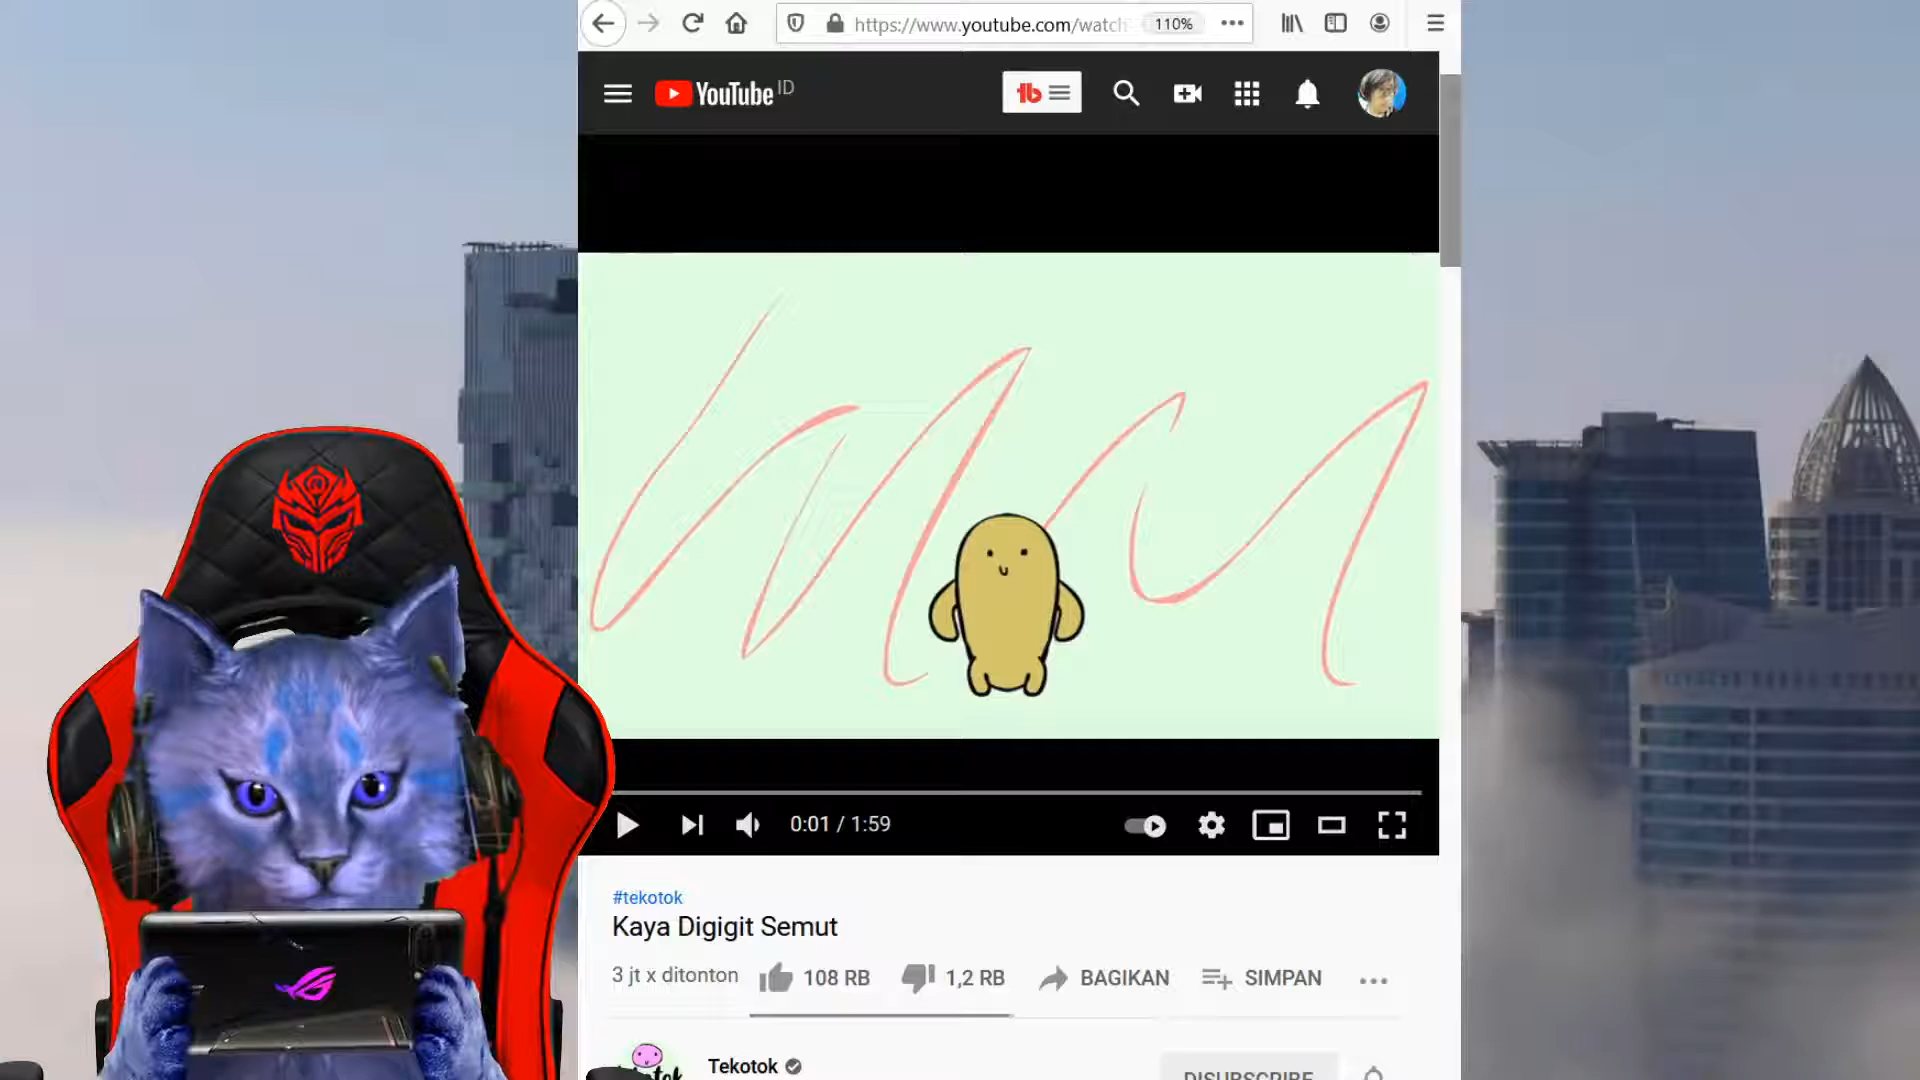 https://www.youtube.com/watch
110%
YouTube ID
0:01 / 1:59
#tekotok
Kaya Digigit Semut
3 jt x ditonton
108 RB
1,2 RB
BAGIKAN
SIMPAN
Tekotok
DISUBSCRIBE